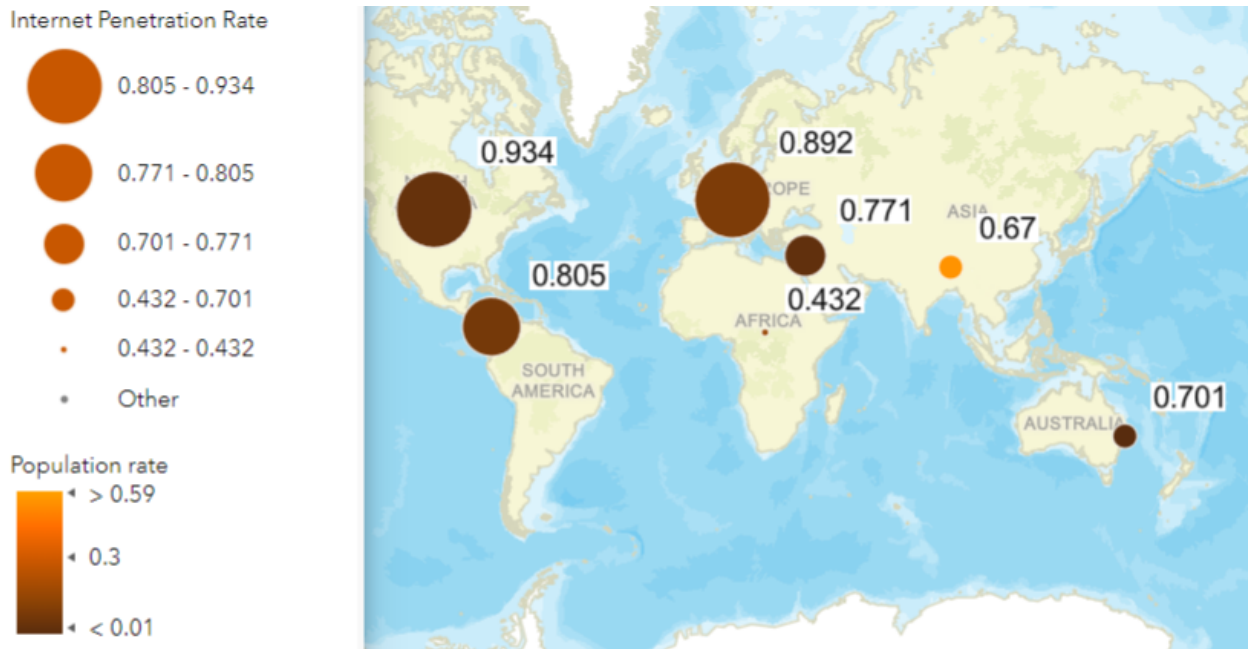 Internet Penetration Rate
0.805 - 0.934
0.771 - 0.805
0.701 - 0.771
0.432 - 0.701
0.432 - 0.432
Other
Population rate
> 0.59
0.3
< 0.01
0.934
0.892
OPE
0.771
ASIA
0.67
0.805
0.432
AFRICA
SOUTH
AMERICA
0.701
AUSTRALIA